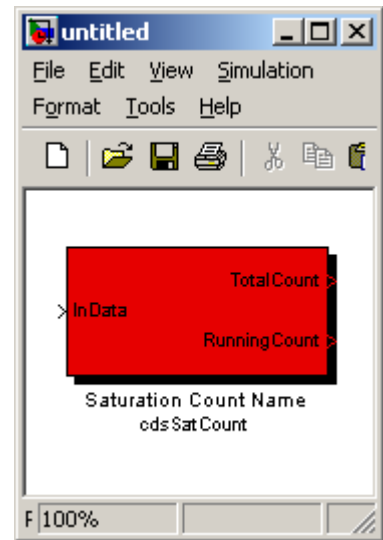 untitled
File Edit View Simulation
Format Tools Help
TotalCount
InData
RunningCount
Saturation Count Name
cdsSatCount
F 100%